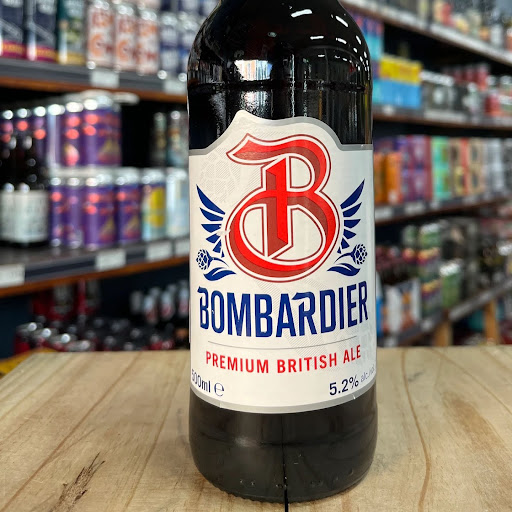 B
BOMBARDIER
PREMIUM BRITISH ALE
500ml e
5.2%